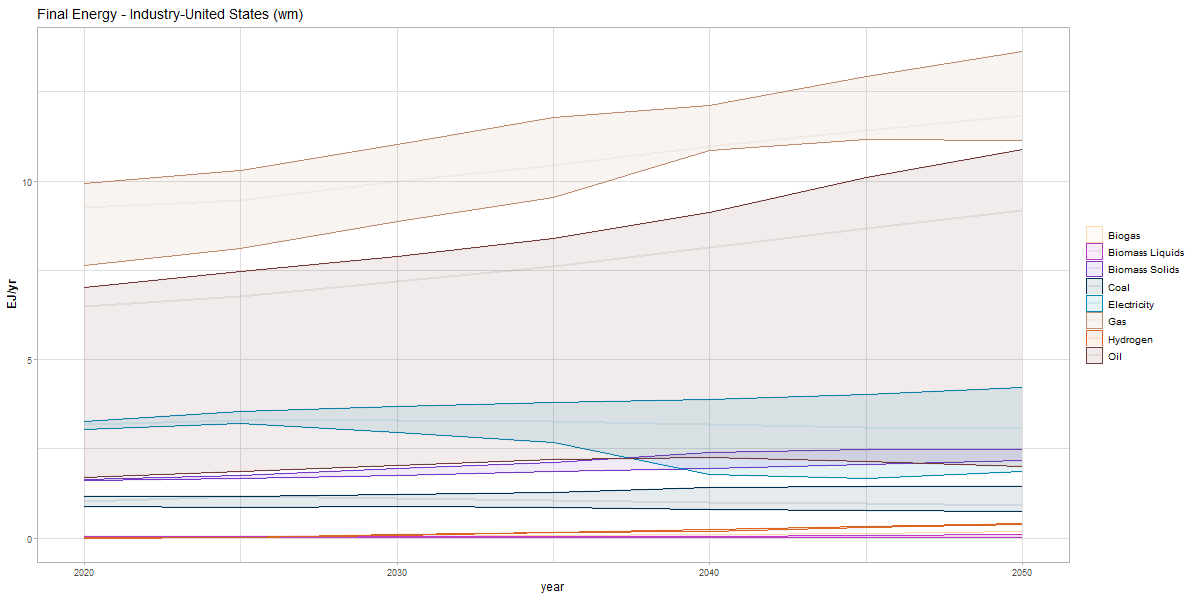 Final Energy - Industry-United States (wm)
10
5
0
EJ/yr
2020
2030
2040
2050
year
Biogas
Biomass Liquids
Biomass Solids
Coal
Electricity
Gas
Hydrogen
Oil